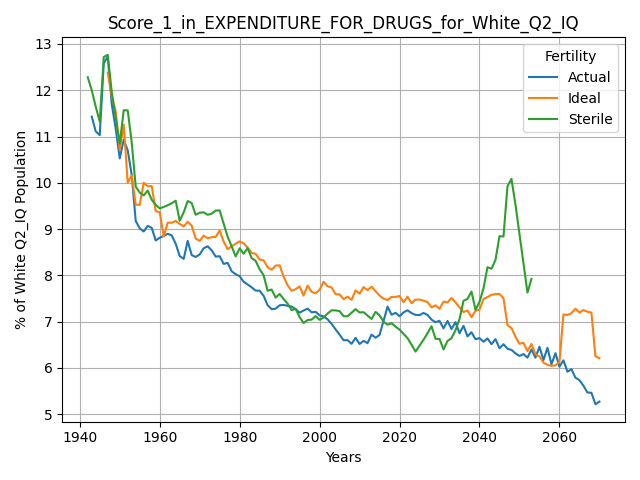 Score_1_in_EXPENDITURE_FOR_DRUGS_for_White_Q2_IQ
13
12
11
10
9
8
7
6
5
% of White Q2_IQ Population
Fertility
Actual
Ideal
Sterile
1940 1960 1980 2000 2020 2040 2060
Years